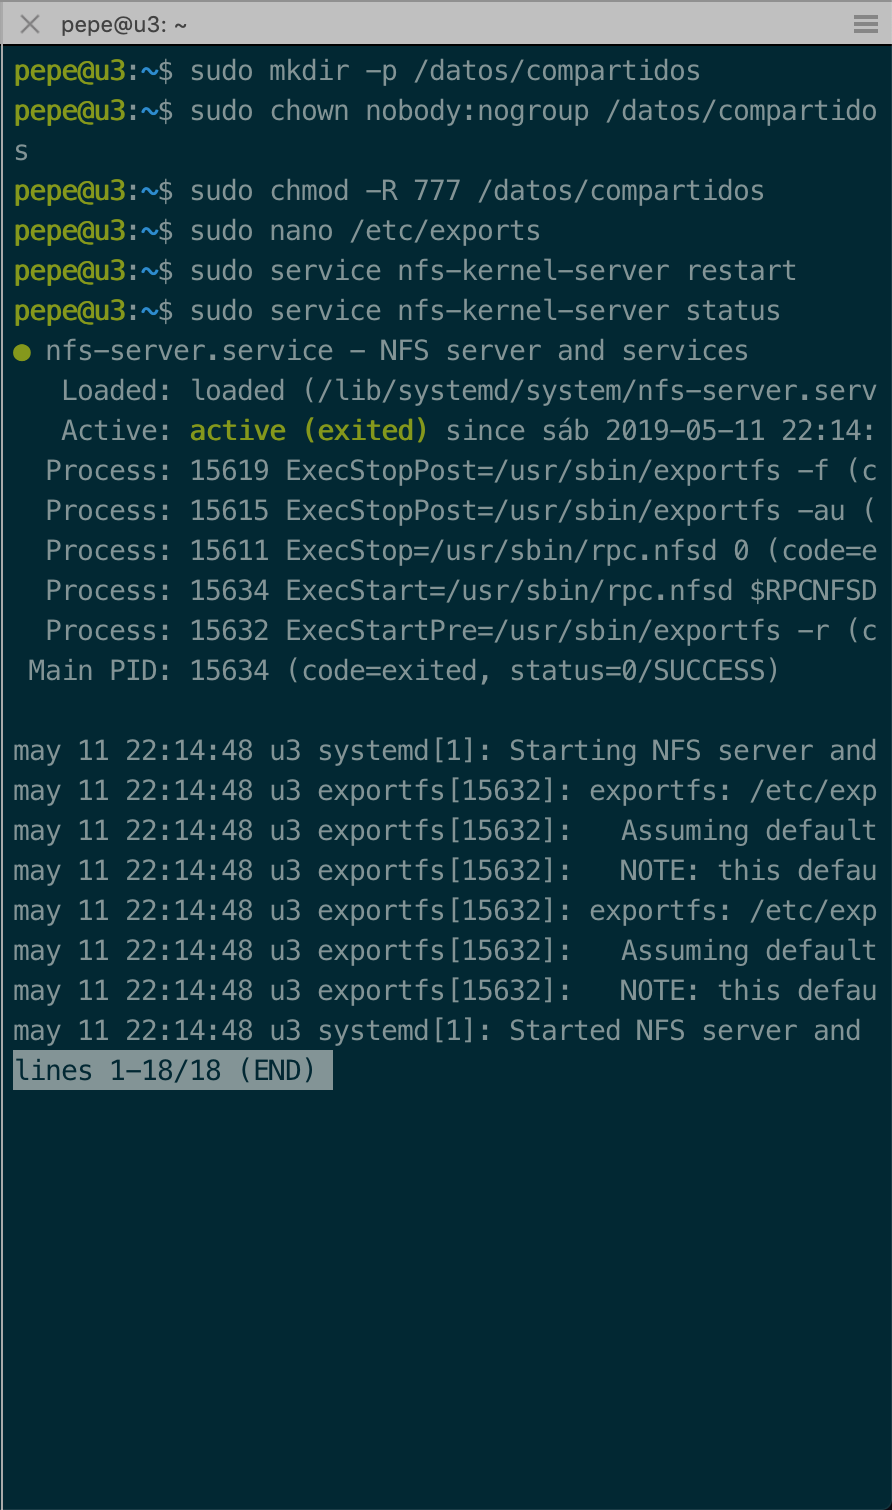 pepe@u3: ~
pepe@u3:~$ sudo mkdir -p /datos/compartidos
pepe@u3:~$ sudo chown nobody:nogroup /datos/compartido
s
pepe@u3:~$ sudo chmod -R 777 /datos/compartidos
pepe@u3:~$ sudo nano /etc/exports
pepe@u3:~$ sudo service nfs-kernel-server restart
pepe@u3:~$ sudo service nfs-kernel-server status
● nfs-server.service - NFS server and services
   Loaded: loaded (/lib/systemd/system/nfs-server.serv
   Active: active (exited) since sáb 2019-05-11 22:14:
  Process: 15619 ExecStopPost=/usr/sbin/exportfs -f (c
  Process: 15615 ExecStopPost=/usr/sbin/exportfs -au (
  Process: 15611 ExecStop=/usr/sbin/rpc.nfsd 0 (code=e
  Process: 15634 ExecStart=/usr/sbin/rpc.nfsd $RPCNFSD
  Process: 15632 ExecStartPre=/usr/sbin/exportfs -r (c
 Main PID: 15634 (code=exited, status=0/SUCCESS)

may 11 22:14:48 u3 systemd[1]: Starting NFS server and
may 11 22:14:48 u3 exportfs[15632]: exportfs: /etc/exp
may 11 22:14:48 u3 exportfs[15632]:   Assuming default
may 11 22:14:48 u3 exportfs[15632]:   NOTE: this defau
may 11 22:14:48 u3 exportfs[15632]: exportfs: /etc/exp
may 11 22:14:48 u3 exportfs[15632]:   Assuming default
may 11 22:14:48 u3 exportfs[15632]:   NOTE: this defau
may 11 22:14:48 u3 systemd[1]: Started NFS server and
lines 1-18/18 (END)